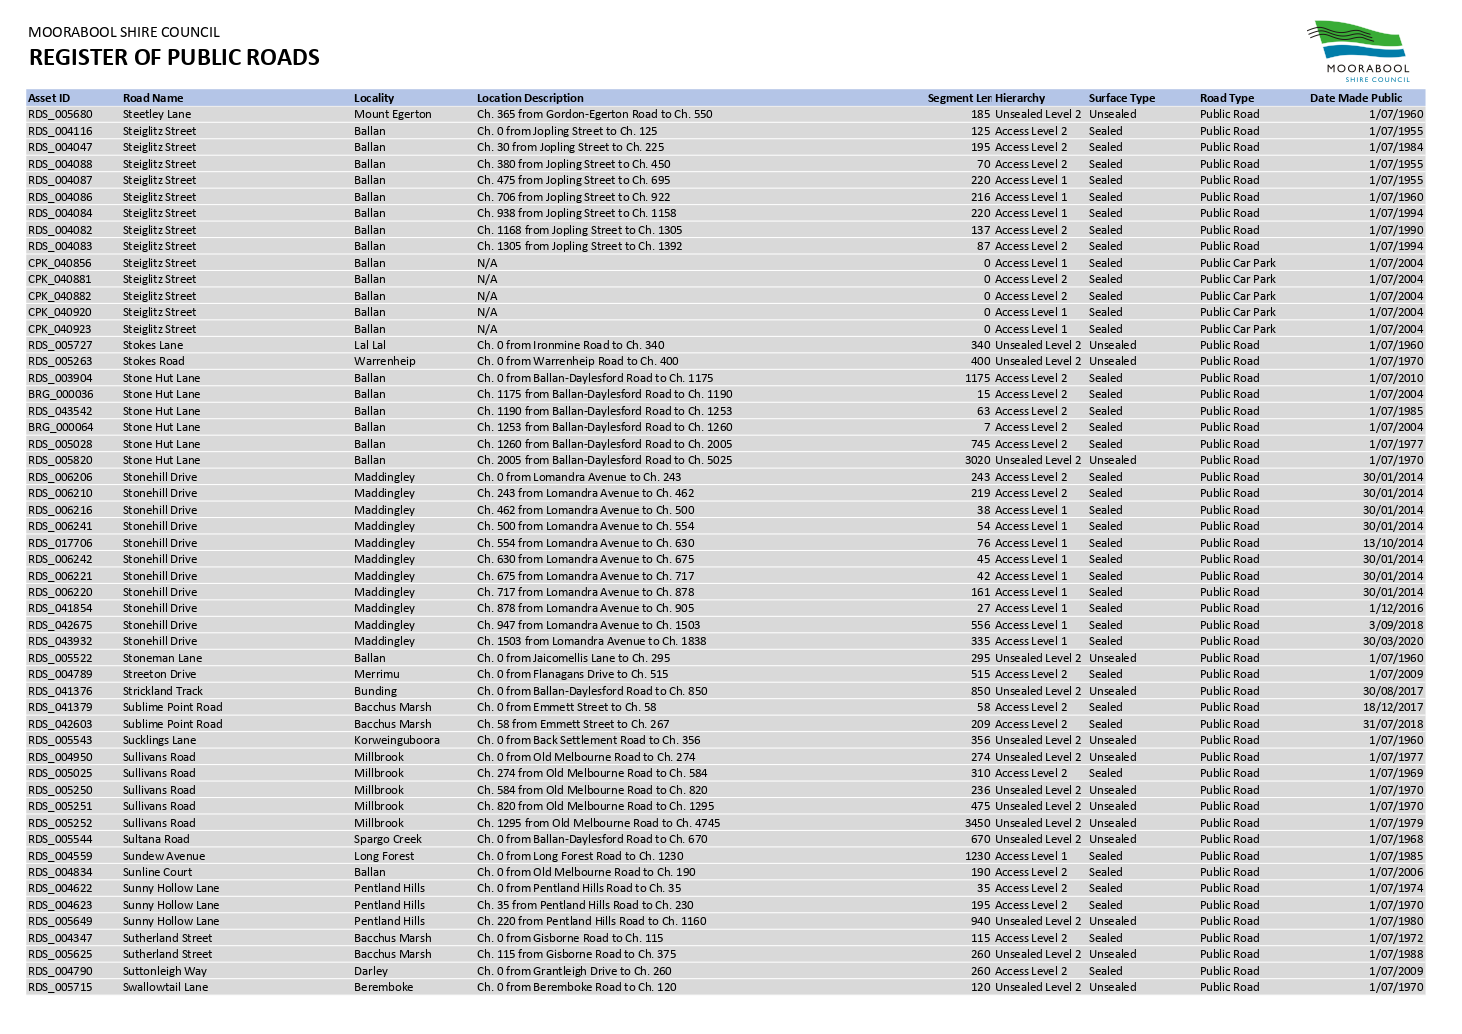 MOORABOOL SHIRE COUNCIL
REGISTER OF PUBLIC ROADS
MOORABOOL
SHIRE COUNCIL
Asset ID Road Name Locality Location Description Segment Len Hierarchy Surface Type Road Type Date Made Public
RDS_005680 Steetley Lane Mount Egerton Ch. 365 from Gordon-Egerton Road to Ch. 550 185 Unsealed Level 2 Unsealed Public Road 1/07/1960
RDS_004116 Steiglitz Street Ballan Ch. 0 from Jopling Street to Ch. 125 125 Access Level 2 Sealed Public Road 1/07/1955
RDS_004047 Steiglitz Street Ballan Ch. 30 from Jopling Street to Ch. 225 195 Access Level 2 Sealed Public Road 1/07/1984
RDS_004088 Steiglitz Street Ballan Ch. 380 from Jopling Street to Ch. 450 70 Access Level 2 Sealed Public Road 1/07/1955
RDS_004087 Steiglitz Street Ballan Ch. 475 from Jopling Street to Ch. 695 220 Access Level 1 Sealed Public Road 1/07/1955
RDS_004086 Steiglitz Street Ballan Ch. 706 from Jopling Street to Ch. 922 216 Access Level 1 Sealed Public Road 1/07/1960
RDS_004084 Steiglitz Street Ballan Ch. 938 from Jopling Street to Ch. 1158 220 Access Level 1 Sealed Public Road 1/07/1994
RDS_004082 Steiglitz Street Ballan Ch. 1168 from Jopling Street to Ch. 1305 137 Access Level 2 Sealed Public Road 1/07/1990
RDS_004083 Steiglitz Street Ballan Ch. 1305 from Jopling Street to Ch. 1392 87 Access Level 2 Sealed Public Road 1/07/1994
CPK_040856 Steiglitz Street Ballan N/A 0 Access Level 1 Sealed Public Car Park 1/07/2004
CPK_040881 Steiglitz Street Ballan N/A 0 Access Level 2 Sealed Public Car Park 1/07/2004
CPK_040882 Steiglitz Street Ballan N/A 0 Access Level 2 Sealed Public Car Park 1/07/2004
CPK_040920 Steiglitz Street Ballan N/A 0 Access Level 1 Sealed Public Car Park 1/07/2004
CPK_040923 Steiglitz Street Ballan N/A 0 Access Level 1 Sealed Public Car Park 1/07/2004
RDS_005727 Stokes Lane Lal Lal Ch. 0 from Ironmine Road to Ch. 340 340 Unsealed Level 2 Unsealed Public Road 1/07/1960
RDS_005263 Stokes Road Warrenheip Ch. 0 from Warrenheip Road to Ch. 400 400 Unsealed Level 2 Unsealed Public Road 1/07/1970
RDS_003904 Stone Hut Lane Ballan Ch. 0 from Ballan-Daylesford Road to Ch. 1175 1175 Access Level 2 Sealed Public Road 1/07/2010
BRG_000036 Stone Hut Lane Ballan Ch. 1175 from Ballan-Daylesford Road to Ch. 1190 15 Access Level 2 Sealed Public Road 1/07/2004
RDS_043542 Stone Hut Lane Ballan Ch. 1190 from Ballan-Daylesford Road to Ch. 1253 63 Access Level 2 Sealed Public Road 1/07/1985
BRG_000064 Stone Hut Lane Ballan Ch. 1253 from Ballan-Daylesford Road to Ch. 1260 7 Access Level 2 Sealed Public Road 1/07/2004
RDS_005028 Stone Hut Lane Ballan Ch. 1260 from Ballan-Daylesford Road to Ch. 2005 745 Access Level 2 Sealed Public Road 1/07/1977
RDS_005820 Stone Hut Lane Ballan Ch. 2005 from Ballan-Daylesford Road to Ch. 5025 3020 Unsealed Level 2 Unsealed Public Road 1/07/1970
RDS_006206 Stonehill Drive Maddingley Ch. 0 from Lomandra Avenue to Ch. 243 243 Access Level 2 Sealed Public Road 30/01/2014
RDS_006210 Stonehill Drive Maddingley Ch. 243 from Lomandra Avenue to Ch. 462 219 Access Level 2 Sealed Public Road 30/01/2014
RDS_006216 Stonehill Drive Maddingley Ch. 462 from Lomandra Avenue to Ch. 500 38 Access Level 1 Sealed Public Road 30/01/2014
RDS_006241 Stonehill Drive Maddingley Ch. 500 from Lomandra Avenue to Ch. 554 54 Access Level 1 Sealed Public Road 30/01/2014
RDS_017706 Stonehill Drive Maddingley Ch. 554 from Lomandra Avenue to Ch. 630 76 Access Level 1 Sealed Public Road 13/10/2014
RDS_006242 Stonehill Drive Maddingley Ch. 630 from Lomandra Avenue to Ch. 675 45 Access Level 1 Sealed Public Road 30/01/2014
RDS_006221 Stonehill Drive Maddingley Ch. 675 from Lomandra Avenue to Ch. 717 42 Access Level 1 Sealed Public Road 30/01/2014
RDS_006220 Stonehill Drive Maddingley Ch. 717 from Lomandra Avenue to Ch. 878 161 Access Level 1 Sealed Public Road 30/01/2014
RDS_041854 Stonehill Drive Maddingley Ch. 878 from Lomandra Avenue to Ch. 905 27 Access Level 1 Sealed Public Road 1/12/2016
RDS_042675 Stonehill Drive Maddingley Ch. 947 from Lomandra Avenue to Ch. 1503 556 Access Level 1 Sealed Public Road 3/09/2018
RDS_043932 Stonehill Drive Maddingley Ch. 1503 from Lomandra Avenue to Ch. 1838 335 Access Level 1 Sealed Public Road 30/03/2020
RDS_005522 Stoneman Lane Ballan Ch. 0 from Jaicomellis Lane to Ch. 295 295 Unsealed Level 2 Unsealed Public Road 1/07/1960
RDS_004789 Streeton Drive Merrimu Ch. 0 from Flanagans Drive to Ch. 515 515 Access Level 2 Sealed Public Road 1/07/2009
RDS_041376 Strickland Track Bunding Ch. 0 from Ballan-Daylesford Road to Ch. 850 850 Unsealed Level 2 Unsealed Public Road 30/08/2017
RDS_041379 Sublime Point Road Bacchus Marsh Ch. 0 from Emmett Street to Ch. 58 58 Access Level 2 Sealed Public Road 18/12/2017
RDS_042603 Sublime Point Road Bacchus Marsh Ch. 58 from Emmett Street to Ch. 267 209 Access Level 2 Sealed Public Road 31/07/2018
RDS_005543 Sucklings Lane Korweinguboora Ch. 0 from Back Settlement Road to Ch. 356 356 Unsealed Level 2 Unsealed Public Road 1/07/1960
RDS_004950 Sullivans Road Millbrook Ch. 0 from Old Melbourne Road to Ch. 274 274 Unsealed Level 2 Unsealed Public Road 1/07/1977
RDS_005025 Sullivans Road Millbrook Ch. 274 from Old Melbourne Road to Ch. 584 310 Access Level 2 Sealed Public Road 1/07/1969
RDS_005250 Sullivans Road Millbrook Ch. 584 from Old Melbourne Road to Ch. 820 236 Unsealed Level 2 Unsealed Public Road 1/07/1970
RDS_005251 Sullivans Road Millbrook Ch. 820 from Old Melbourne Road to Ch. 1295 475 Unsealed Level 2 Unsealed Public Road 1/07/1970
RDS_005252 Sullivans Road Millbrook Ch. 1295 from Old Melbourne Road to Ch. 4745 3450 Unsealed Level 2 Unsealed Public Road 1/07/1979
RDS_005544 Sultana Road Spargo Creek Ch. 0 from Ballan-Daylesford Road to Ch. 670 670 Unsealed Level 2 Unsealed Public Road 1/07/1968
RDS_004559 Sundew Avenue Long Forest Ch. 0 from Long Forest Road to Ch. 1230 1230 Access Level 1 Sealed Public Road 1/07/1985
RDS_004834 Sunline Court Ballan Ch. 0 from Old Melbourne Road to Ch. 190 190 Access Level 2 Sealed Public Road 1/07/2006
RDS_004622 Sunny Hollow Lane Pentland Hills Ch. 0 from Pentland Hills Road to Ch. 35 35 Access Level 2 Sealed Public Road 1/07/1974
RDS_004623 Sunny Hollow Lane Pentland Hills Ch. 35 from Pentland Hills Road to Ch. 230 195 Access Level 2 Sealed Public Road 1/07/1970
RDS_005649 Sunny Hollow Lane Pentland Hills Ch. 220 from Pentland Hills Road to Ch. 1160 940 Unsealed Level 2 Unsealed Public Road 1/07/1980
RDS_004347 Sutherland Street Bacchus Marsh Ch. 0 from Gisborne Road to Ch. 115 115 Access Level 2 Sealed Public Road 1/07/1972
RDS_005625 Sutherland Street Bacchus Marsh Ch. 115 from Gisborne Road to Ch. 375 260 Unsealed Level 2 Unsealed Public Road 1/07/1988
RDS_004790 Suttonleigh Way Darley Ch. 0 from Grantleigh Drive to Ch. 260 260 Access Level 2 Sealed Public Road 1/07/2009
RDS_005715 Swallowtail Lane Beremboke Ch. 0 from Beremboke Road to Ch. 120 120 Unsealed Level 2 Unsealed Public Road 1/07/1970